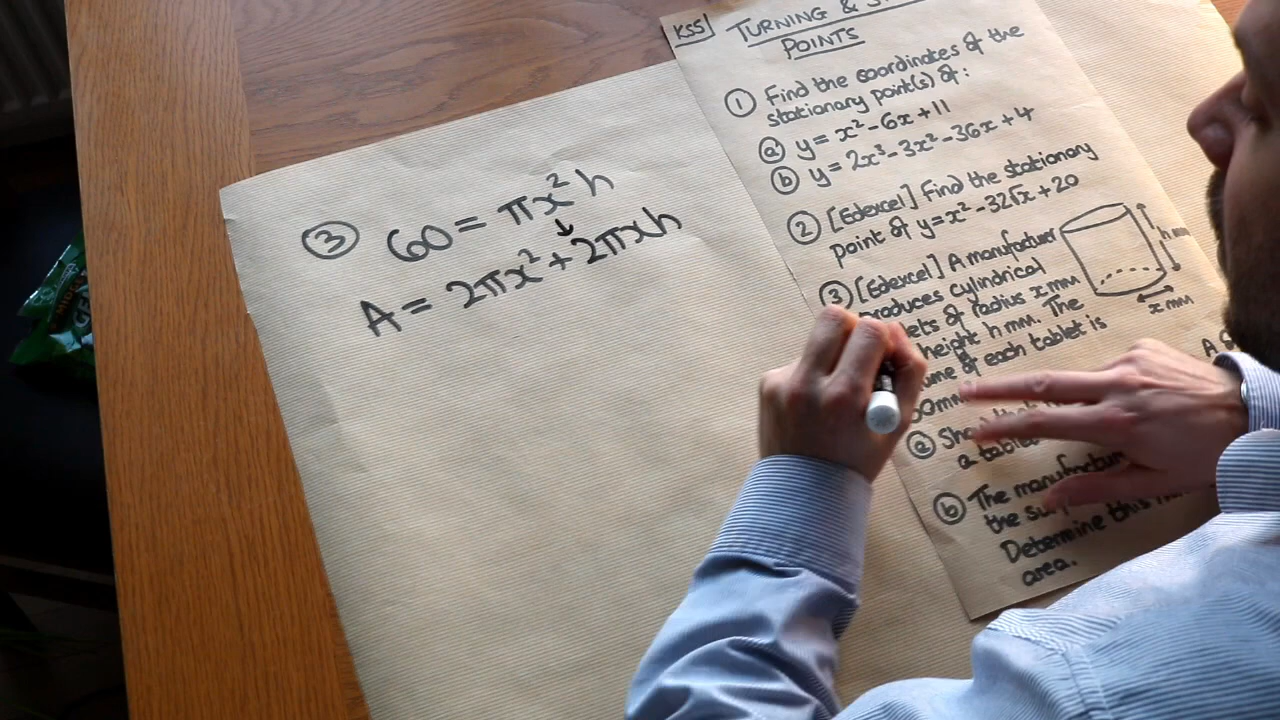 ③ 60 = πx²h
↓
A = 2πx² + 2πxh
KS5
TURNING &
POINTS
① Find the coordinates of the
stationary point(s) of:
ⓐ y = x² - 6x + 11
ⓑ y = 2x³ - 3x² - 36x + 4
② [Edexcel] Find the stationary
point of y = x² - 32√x + 20
③ [Edexcel] A manufacturer
produces cylindrical
of radius x mm
height h mm. The
of each tablet is
h mm
x mm
ⓐ
a tablet
ⓑ The
the
Determine this
area.